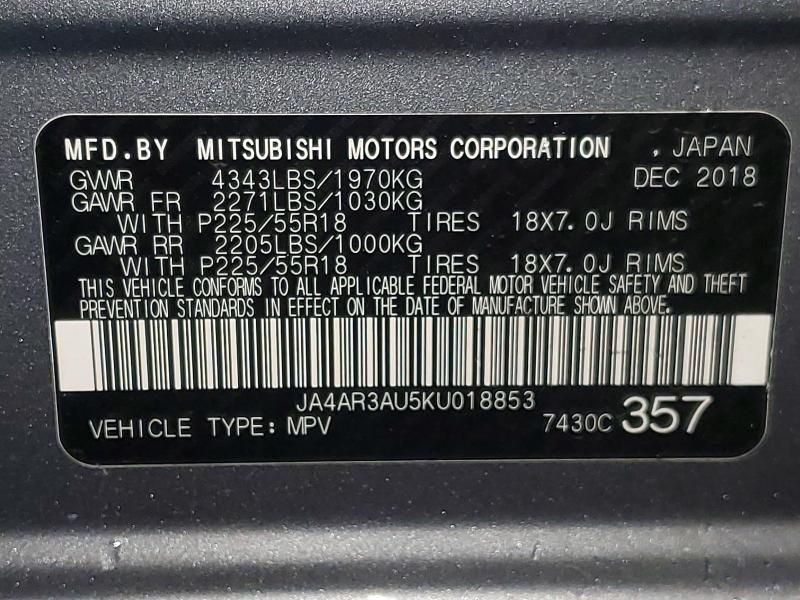 MFD.BY MITSUBISHI MOTORS CORPORATION . JAPAN
GVWR 4343LBS/1970KG DEC 2018
GAWR FR 2271LBS/1030KG
WITH P225/55R18 TIRES 18X7.0J RIMS
GAWR RR 2205LBS/1000KG
WITH P225/55R18 TIRES 18X7.0J RIMS
THIS VEHICLE CONFORMS TO ALL APPLICABLE FEDERAL MOTOR VEHICLE SAFETY AND THEFT
PREVENTION STANDARDS IN EFFECT ON THE DATE OF MANUFACTURE SHOWN ABOVE.
JA4AR3AU5KU018853
VEHICLE TYPE: MPV 7430C 357